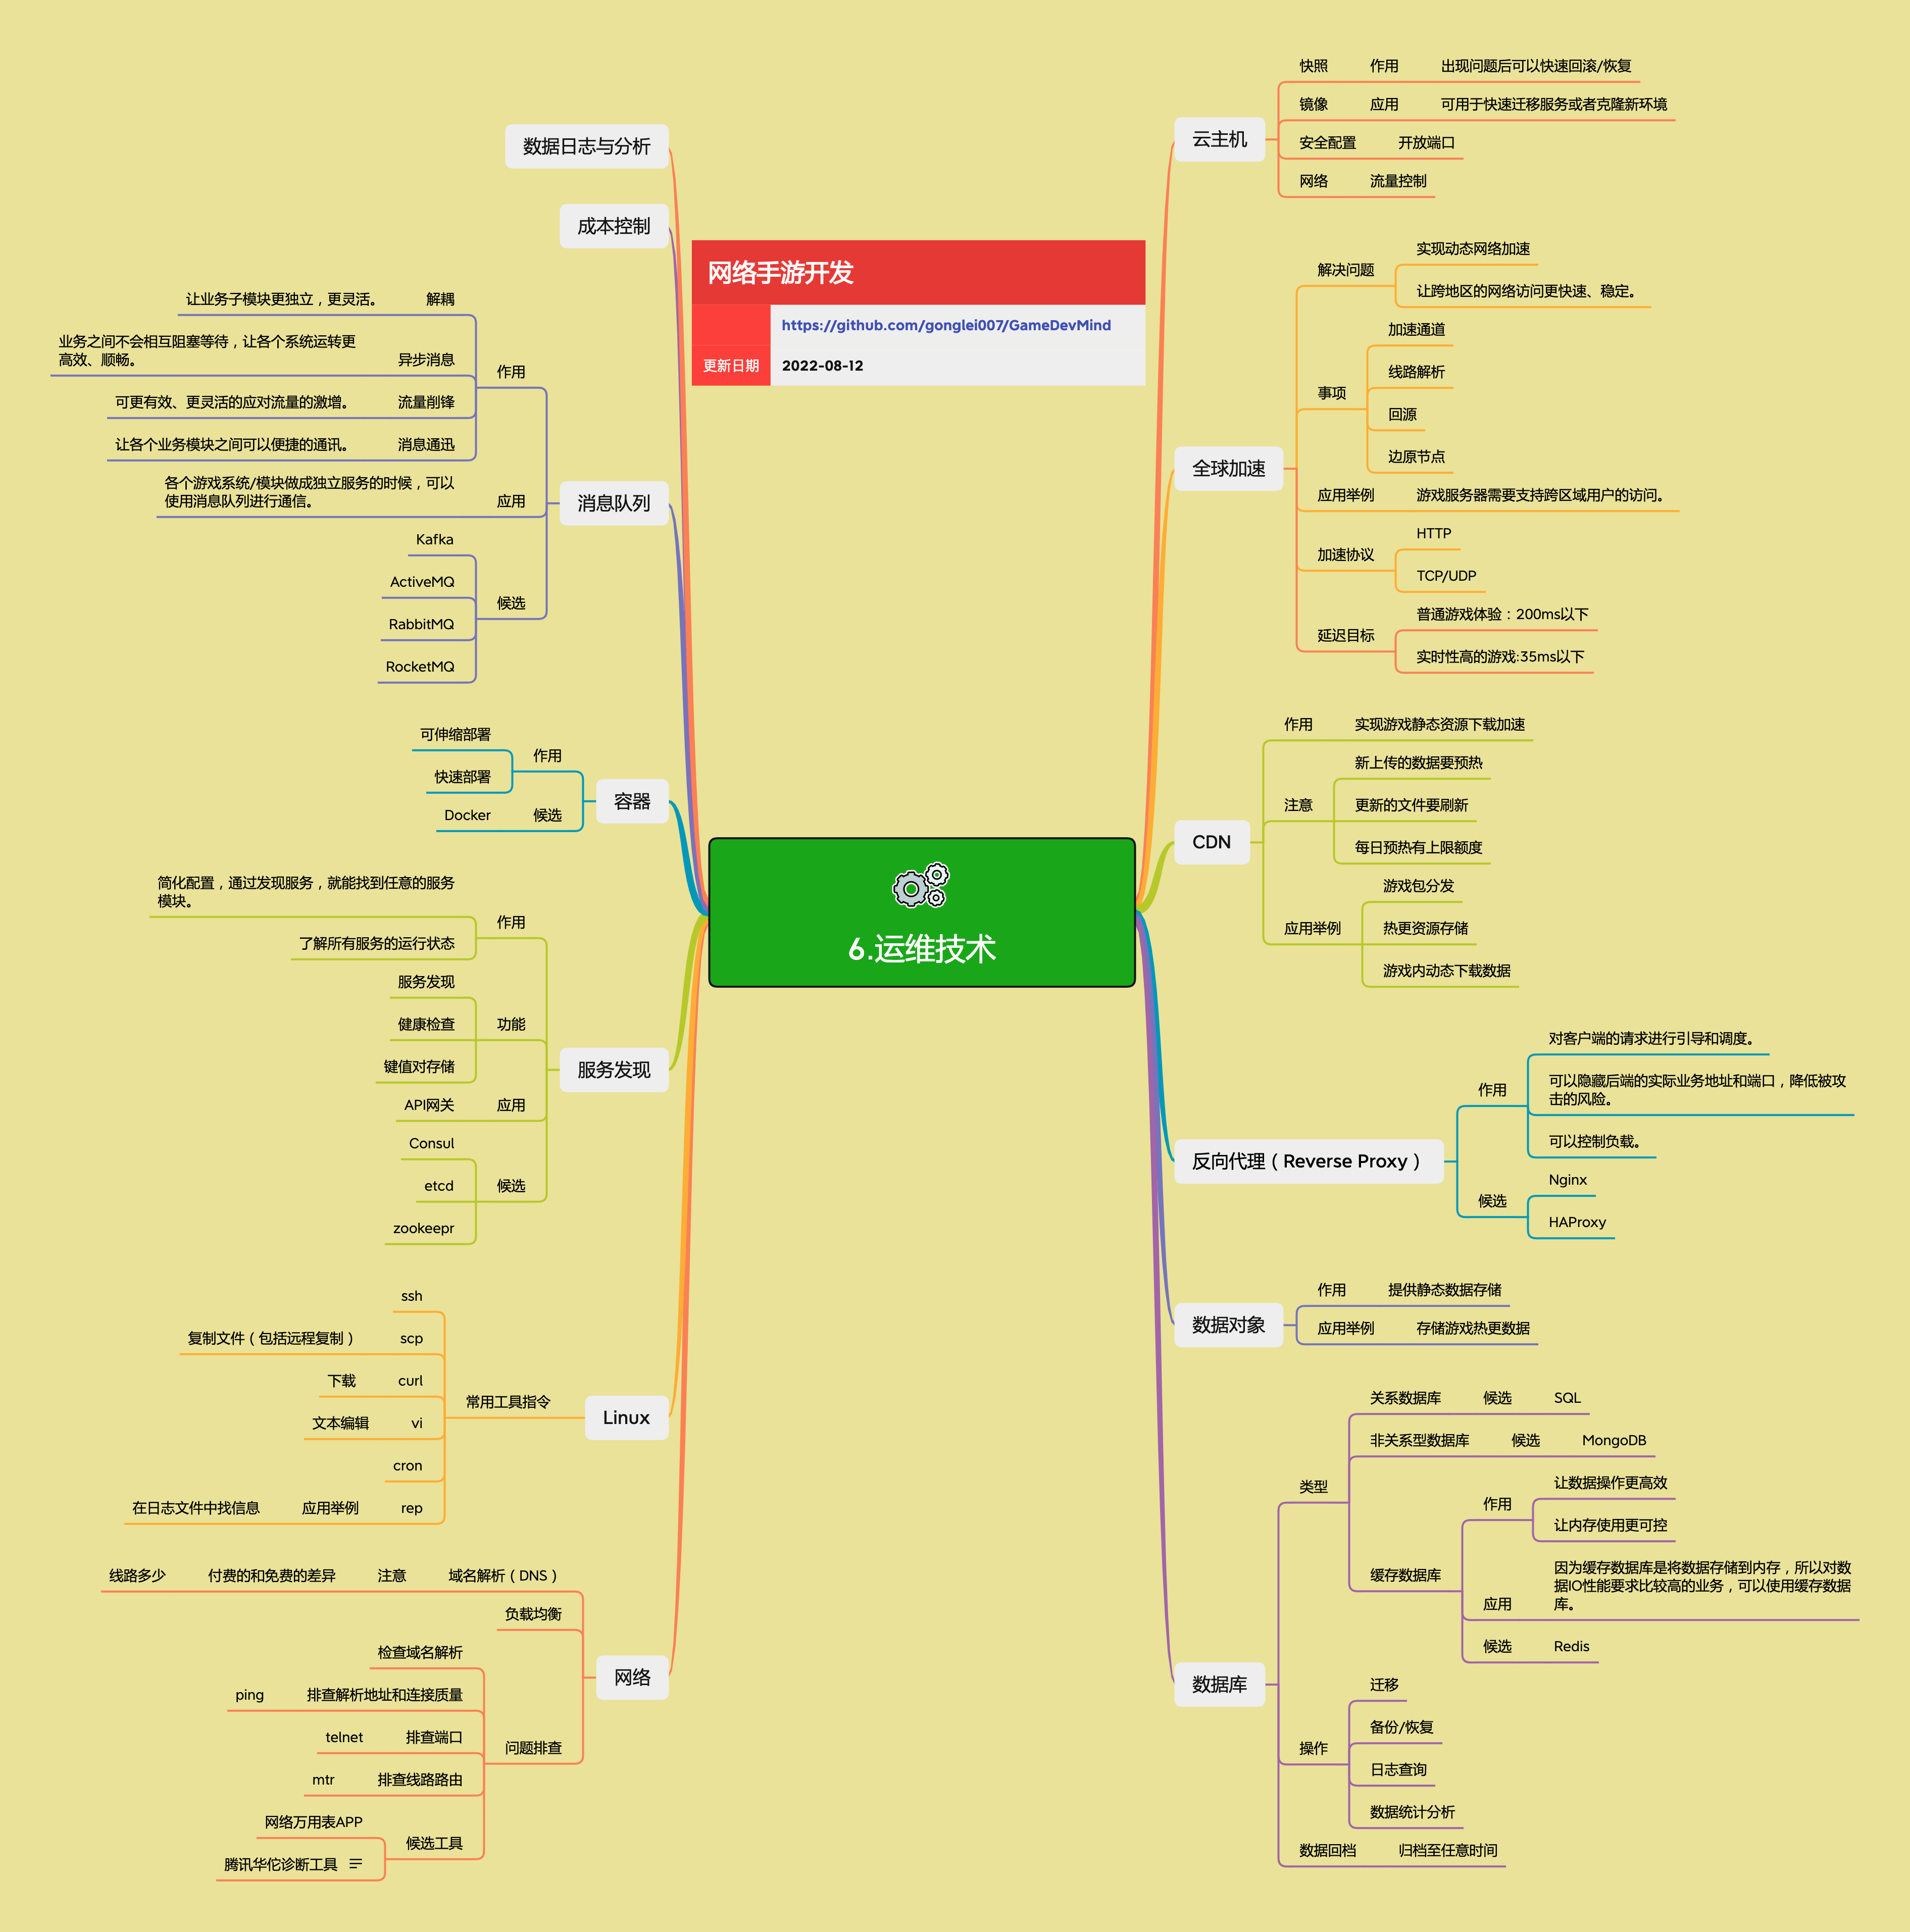 网络手游开发
https://github.com/gonglei007/GameDevMind
更新日期 2022-08-12
6.运维技术
云主机
快照 作用 出现问题后可以快速回滚/恢复
镜像 应用 可用于快速迁移服务或者克隆新环境
安全配置 开放端口
网络 流量控制
全球加速
解决问题
实现动态网络加速
让跨地区的网络访问更快速、稳定。
事项
加速通道
线路解析
回源
边原节点
应用举例 游戏服务器需要支持跨区域用户的访问。
加速协议
HTTP
TCP/UDP
延迟目标
普通游戏体验：200ms以下
实时性高的游戏:35ms以下
CDN
作用 实现游戏静态资源下载加速
注意
新上传的数据要预热
更新的文件要刷新
每日预热有上限额度
应用举例
游戏包分发
热更资源存储
游戏内动态下载数据
反向代理（Reverse Proxy）
作用
对客户端的请求进行引导和调度。
可以隐藏后端的实际业务地址和端口，降低被攻
击的风险。
可以控制负载。
候选
Nginx
HAProxy
数据对象
作用 提供静态数据存储
应用举例 存储游戏热更数据
数据库
类型
关系数据库 候选 SQL
非关系型数据库 候选 MongoDB
缓存数据库
作用
让数据操作更高效
让内存使用更可控
应用
因为缓存数据库是将数据存储到内存，所以对数
据IO性能要求比较高的业务，可以使用缓存数据
库。
候选 Redis
操作
迁移
备份/恢复
日志查询
数据统计分析
数据回档 归档至任意时间
数据日志与分析
成本控制
消息队列
作用
让业务子模块更独立，更灵活。 解耦
业务之间不会相互阻塞等待，让各个系统运转更
高效、顺畅。 异步消息
可更有效、更灵活的应对流量的激增。 流量削锋
让各个业务模块之间可以便捷的通讯。 消息通迅
各个游戏系统/模块做成独立服务的时候，可以
使用消息队列进行通信。 应用
候选
Kafka
ActiveMQ
RabbitMQ
RocketMQ
容器
作用
可伸缩部署
快速部署
Docker 候选
服务发现
作用
简化配置，通过发现服务，就能找到任意的服务
模块。
了解所有服务的运行状态
功能
服务发现
健康检查
键值对存储
API网关 应用
候选
Consul
etcd
zookeepr
Linux
常用工具指令
ssh
复制文件（包括远程复制） scp
下载 curl
文本编辑 vi
cron
在日志文件中找信息 应用举例 rep
网络
线路多少 付费的和免费的差异 注意 域名解析（DNS）
负载均衡
问题排查
检查域名解析
ping 排查解析地址和连接质量
telnet 排查端口
mtr 排查线路路由
候选工具
网络万用表APP
腾讯华佗诊断工具